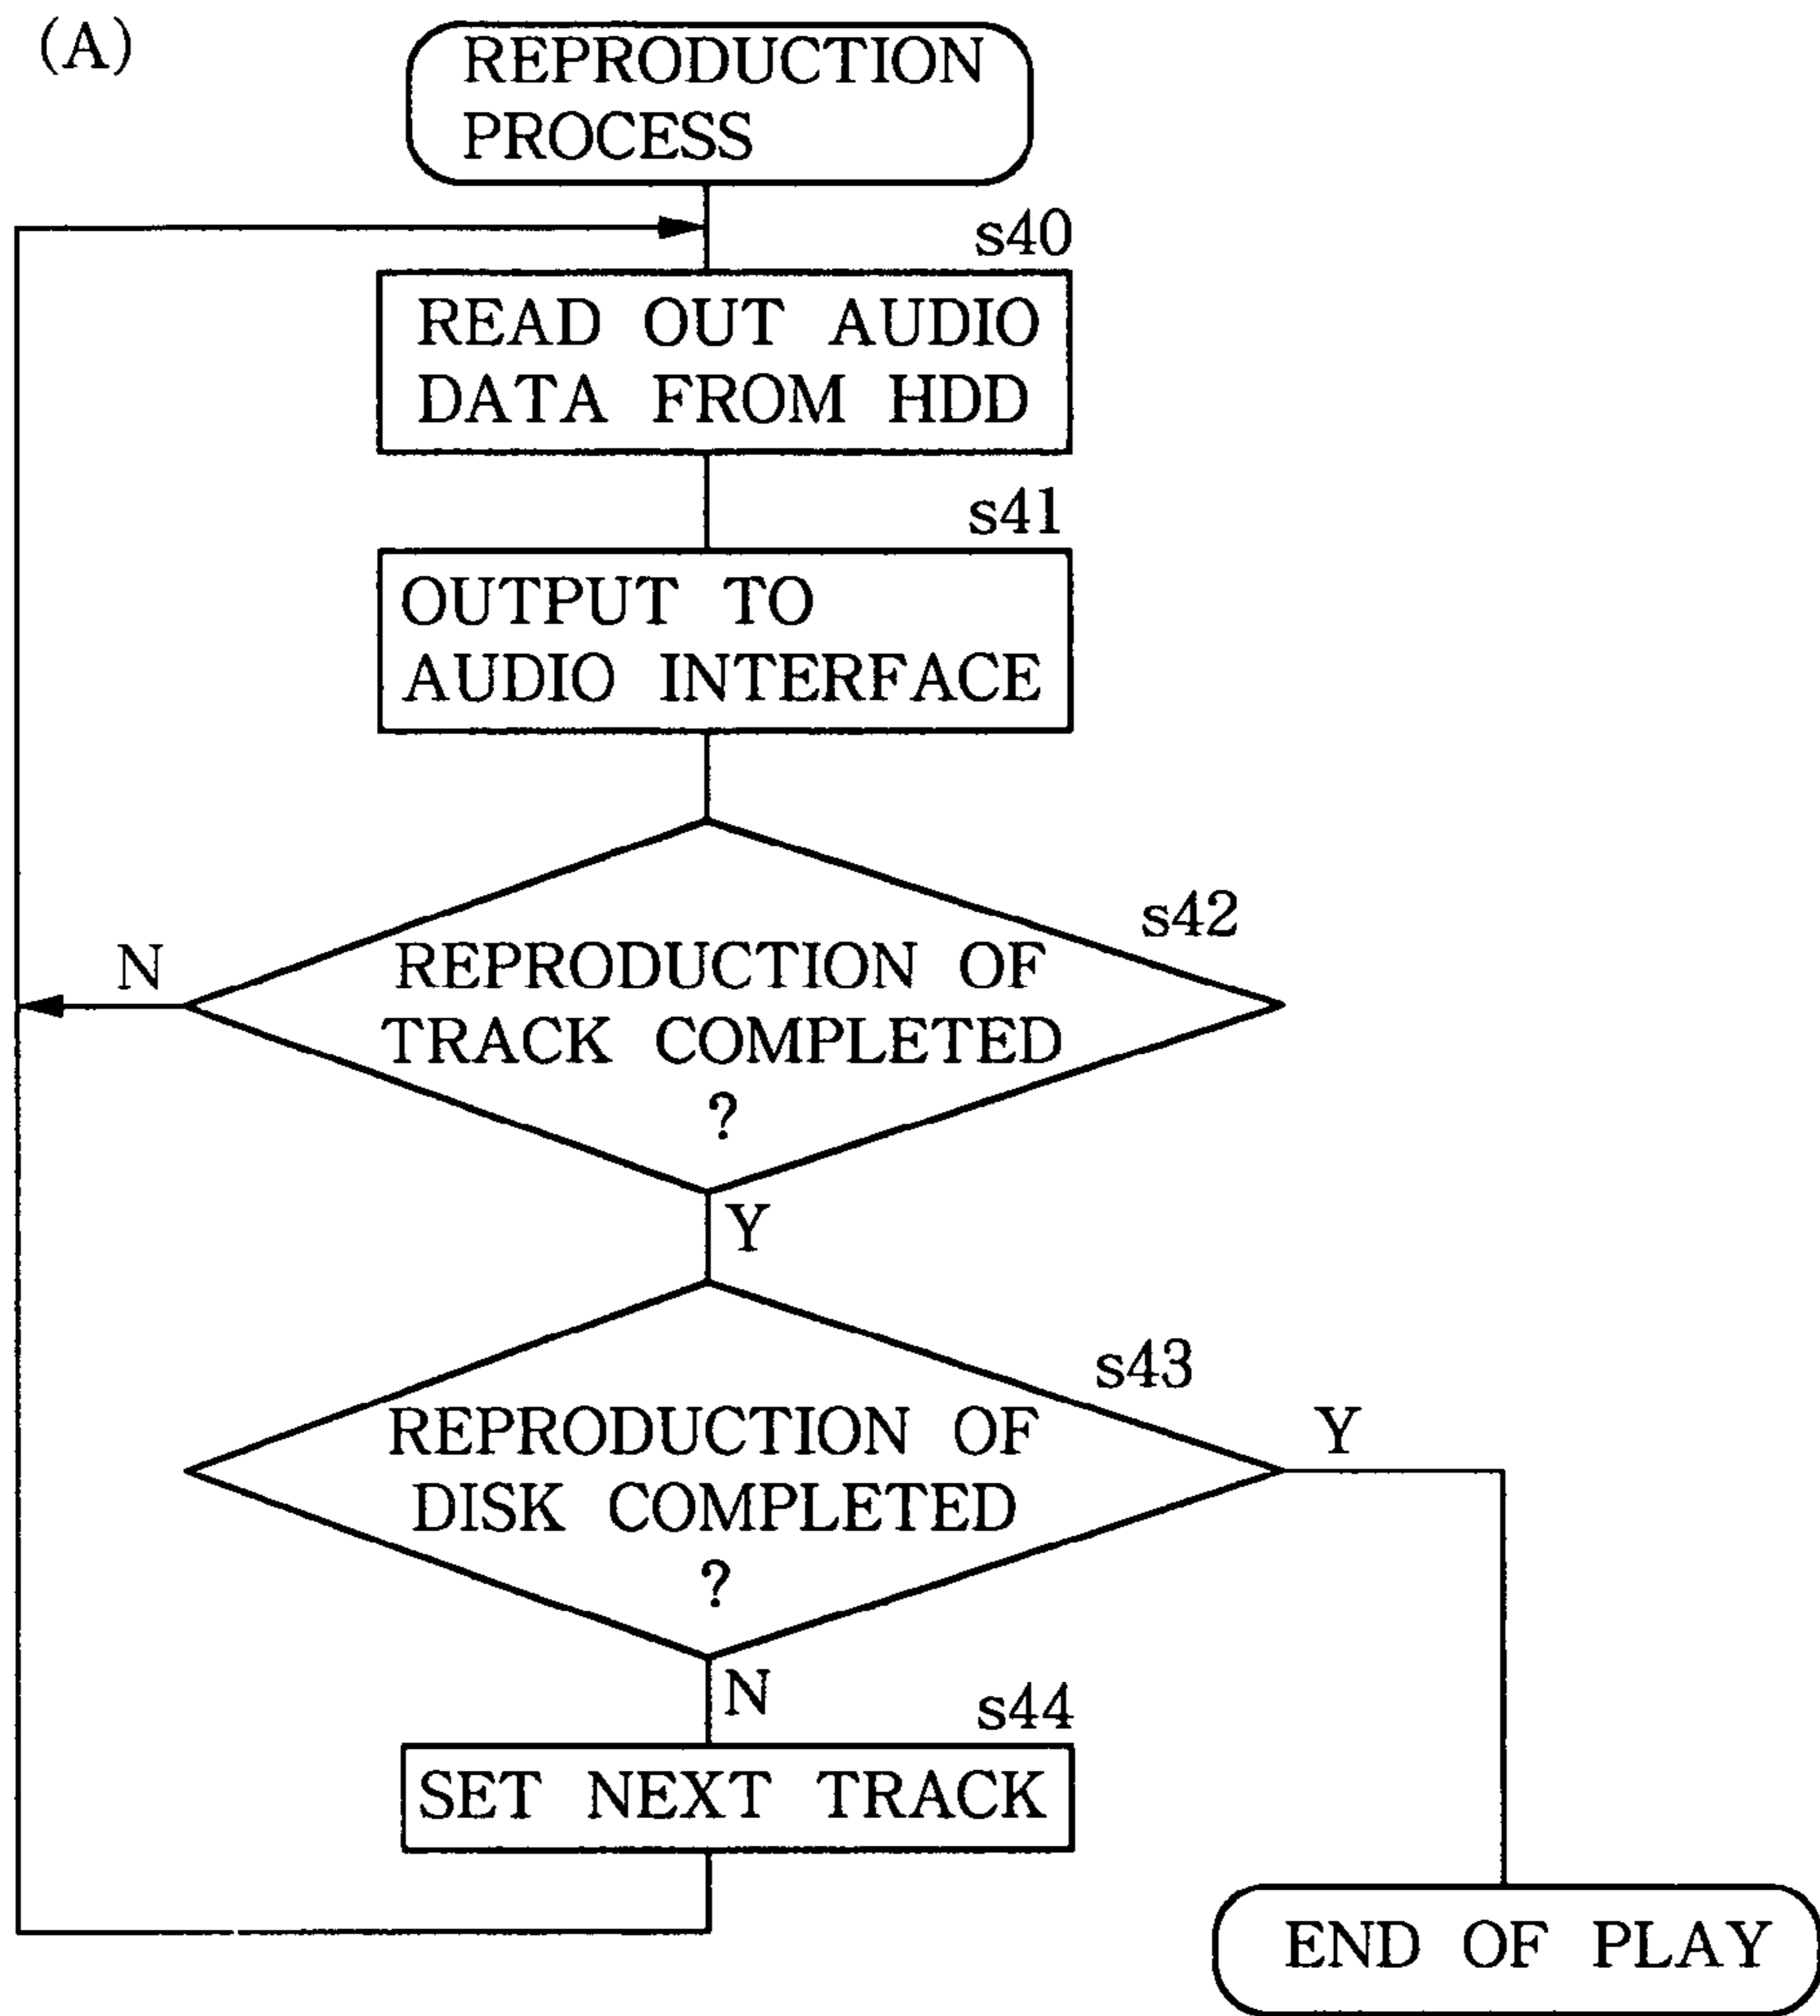 (A)
REPRODUCTION
PROCESS
s40
READ OUT AUDIO
DATA FROM HDD
s41
OUTPUT TO
AUDIO INTERFACE
s42
N
REPRODUCTION OF
TRACK COMPLETED
?
Y
s43
REPRODUCTION OF
Y
DISK COMPLETED
?
N
s44
SET NEXT TRACK
END OF PLAY